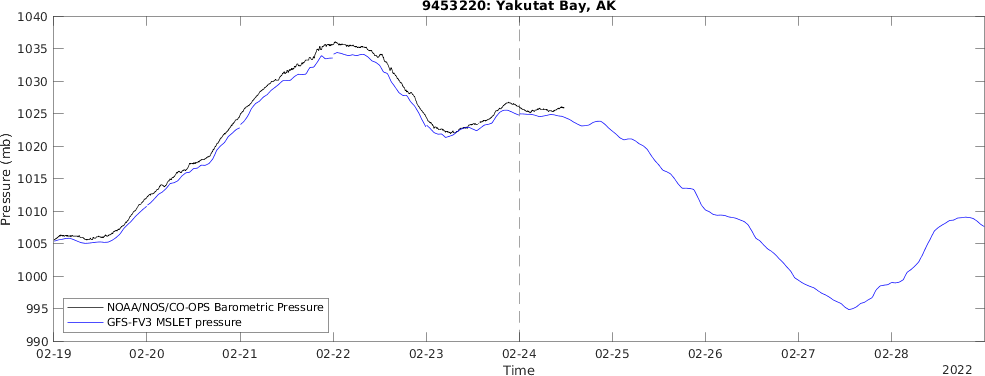 9453220: Yakutat Bay, AK
1040
1035
1030
1025
1020
1015
1010
1005
1000
995
990
Pressure (mb)
NOAA/NOS/CO-OPS Barometric Pressure
GFS-FV3 MSLET pressure
02-19 02-20 02-21 02-22 02-23 02-24 02-25 02-26 02-27 02-28
Time
2022